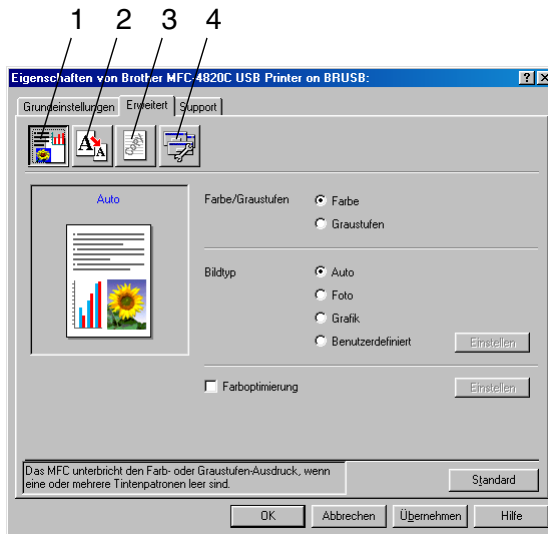 1 2 3 4
Eigenschaften von Brother MFC-4820C USB Printer on BRUSB:
Grundeinstellungen Erweitert Support
A A COPY
Auto
Farbe/Graustufen Farbe
Graustufen
Bildtyp Auto
Foto
Grafik
Benutzerdefiniert Einstellen
Farboptimierung Einstellen
Das MFC unterbricht den Farb- oder Graustufen-Ausdruck, wenn
eine oder mehrere Tintenpatronen leer sind.
Standard
OK Abbrechen Übernehmen Hilfe